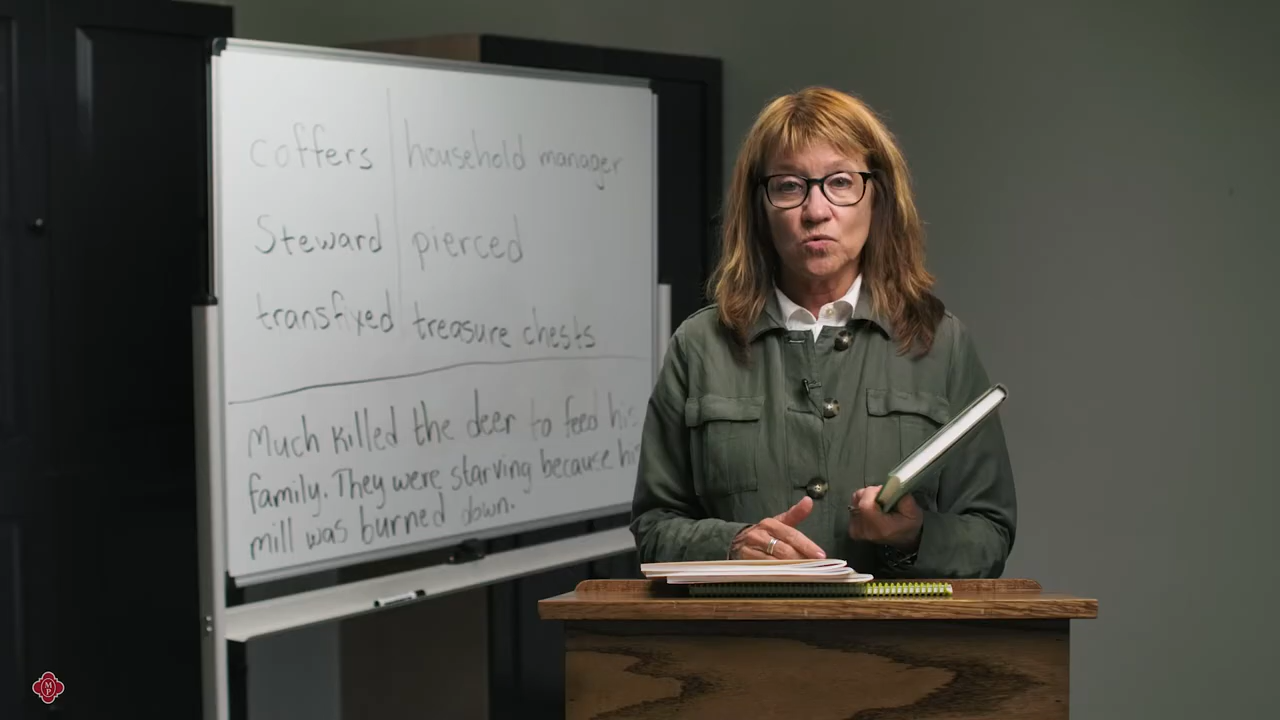 coffers household manager
Steward pierced
transfixed treasure chests
Much killed the deer to feed his
family. They were starving because
mill was burned down.
MP